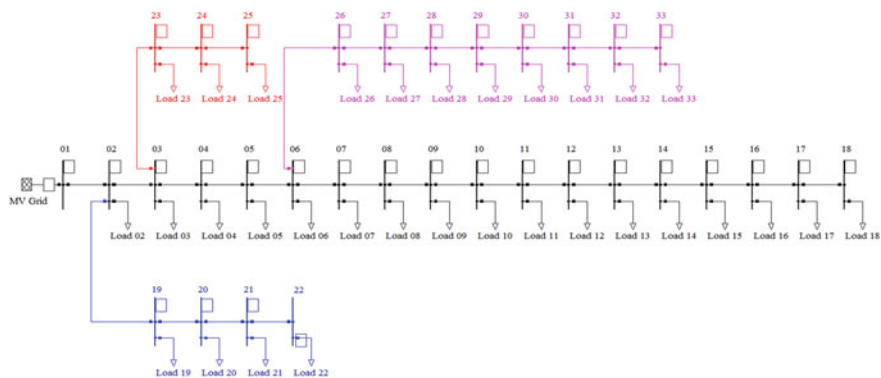 23 24 25 26 27 28 29 30 31 32 33
Load 23 Load 24 Load 25 Load 26 Load 27 Load 28 Load 29 Load 30 Load 31 Load 32 Load 33
01 02 03 04 05 06 07 08 09 10 11 12 13 14 15 16 17 18
MV Grid
Load 02 Load 03 Load 04 Load 05 Load 06 Load 07 Load 08 Load 09 Load 10 Load 11 Load 12 Load 13 Load 14 Load 15 Load 16 Load 17 Load 18
19 20 21 22
Load 19 Load 20 Load 21 Load 22